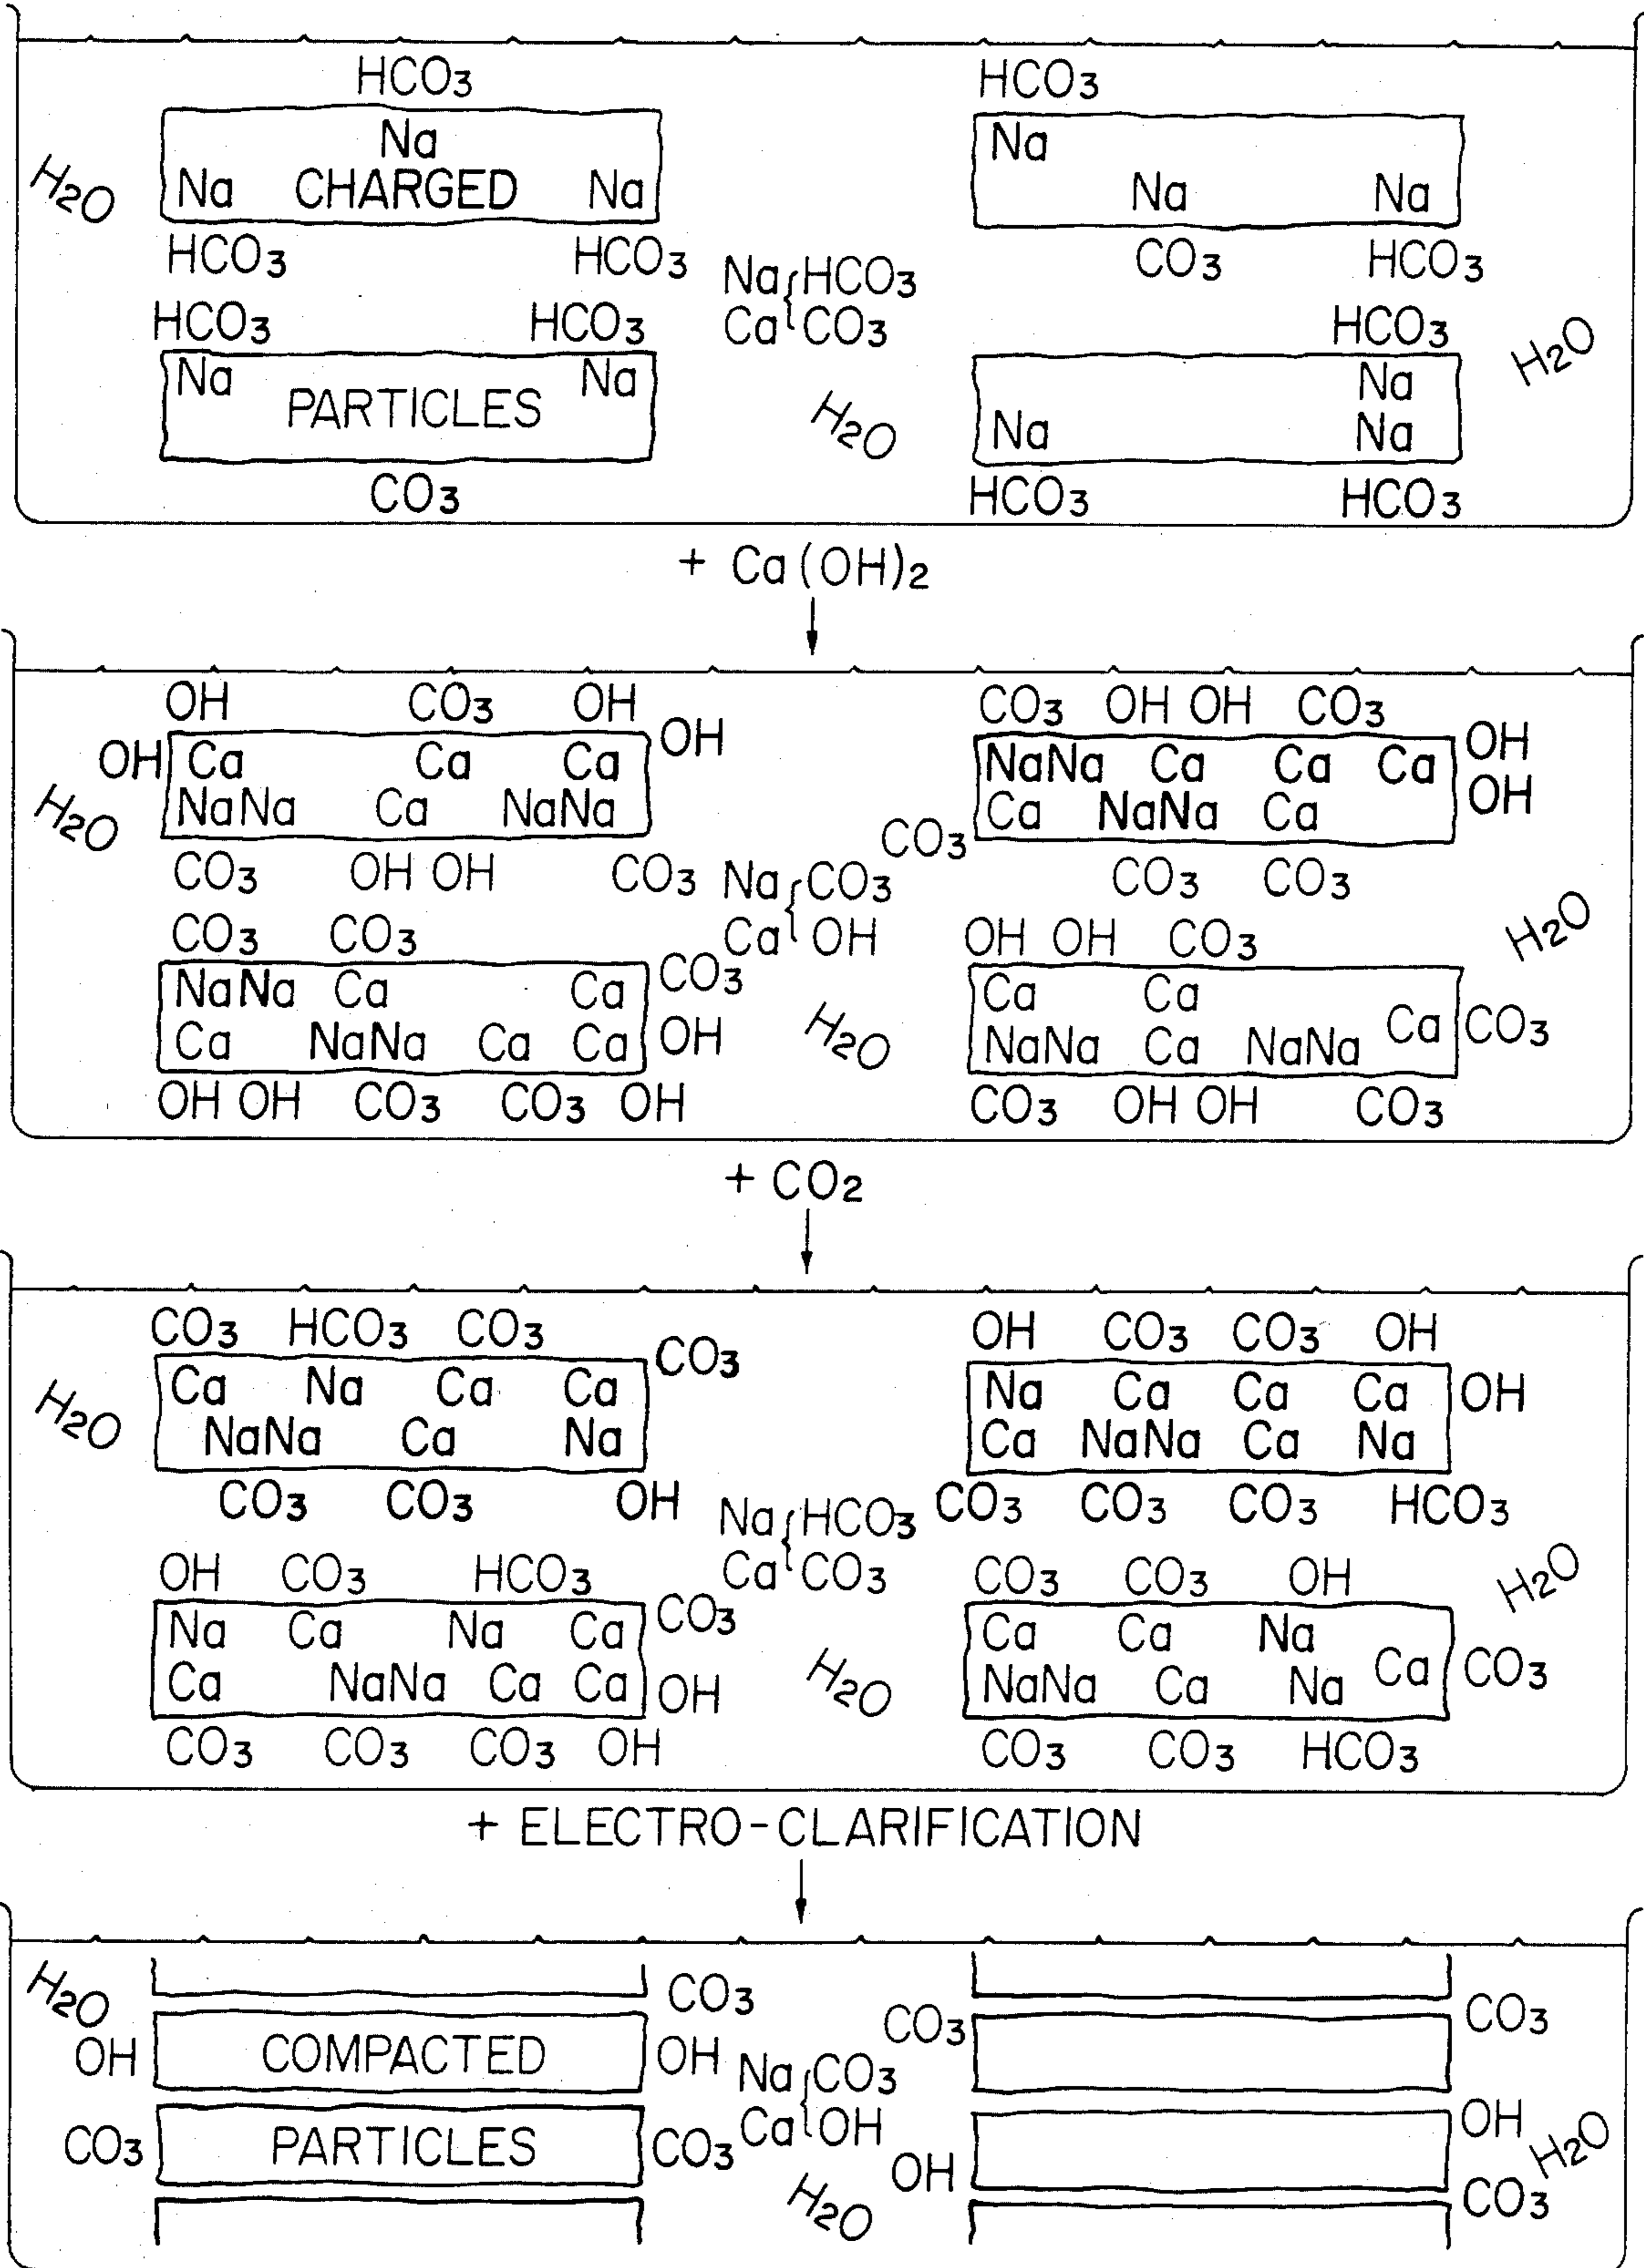 HCO3 HCO3
Na Na
H2O Na CHARGED Na Na Na
HCO3 HCO3 CO3 HCO3
Na HCO3
HCO3 HCO3 Ca CO3 HCO3
Na Na Na H2O
PARTICLES H2O Na Na
CO3 HCO3 HCO3
+ Ca(OH)2
OH CO3 OH CO3 OH OH CO3
OH OH
OH Ca Ca Ca NaNa Ca Ca Ca
OH
H2O NaNa Ca NaNa Ca NaNa Ca
CO3
CO3 OH OH CO3 Na CO3 CO3 CO3
CO3 CO3 Ca OH OH OH CO3 H2O
CO3
NaNa Ca Ca Ca Ca
Ca NaNa Ca Ca OH H2O NaNa Ca NaNa Ca CO3
OH OH CO3 CO3 OH CO3 OH OH CO3
+ CO2
CO3 HCO3 CO3 OH CO3 CO3 OH
CO3
Ca Na Ca Ca Na Ca Ca Ca OH
H2O NaNa Ca Na Ca NaNa Ca Na
CO3 CO3 OH Na HCO3 CO3 CO3 CO3 HCO3
OH CO3 HCO3 Ca CO3 CO3 CO3 OH H2O
CO3
Na Ca Na Ca Ca Ca Na
Ca NaNa Ca Ca OH H2O NaNa Ca Na Ca CO3
CO3 CO3 CO3 OH CO3 CO3 HCO3
+ ELECTRO-CLARIFICATION
H2O CO3 CO3
CO3
OH COMPACTED OH Na CO3
Ca OH OH
CO3 PARTICLES CO3 H2O
OH
H2O CO3